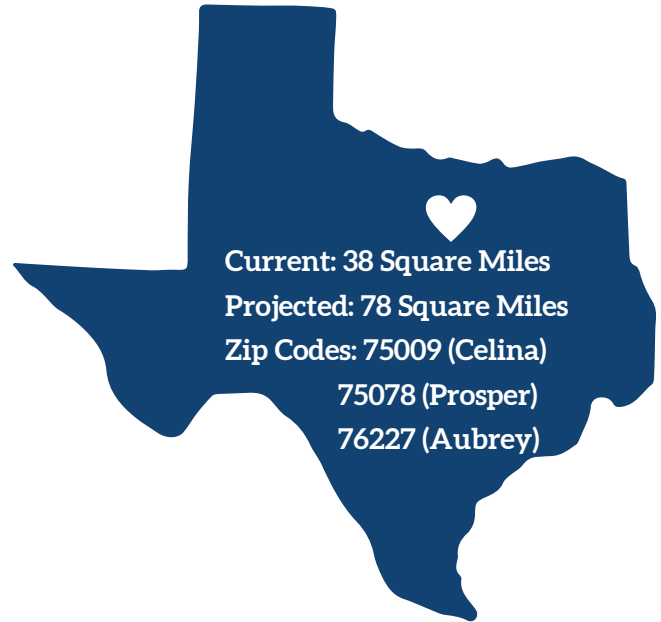 Current: 38 Square Miles
Projected: 78 Square Miles
Zip Codes: 75009 (Celina)
75078 (Prosper)
76227 (Aubrey)